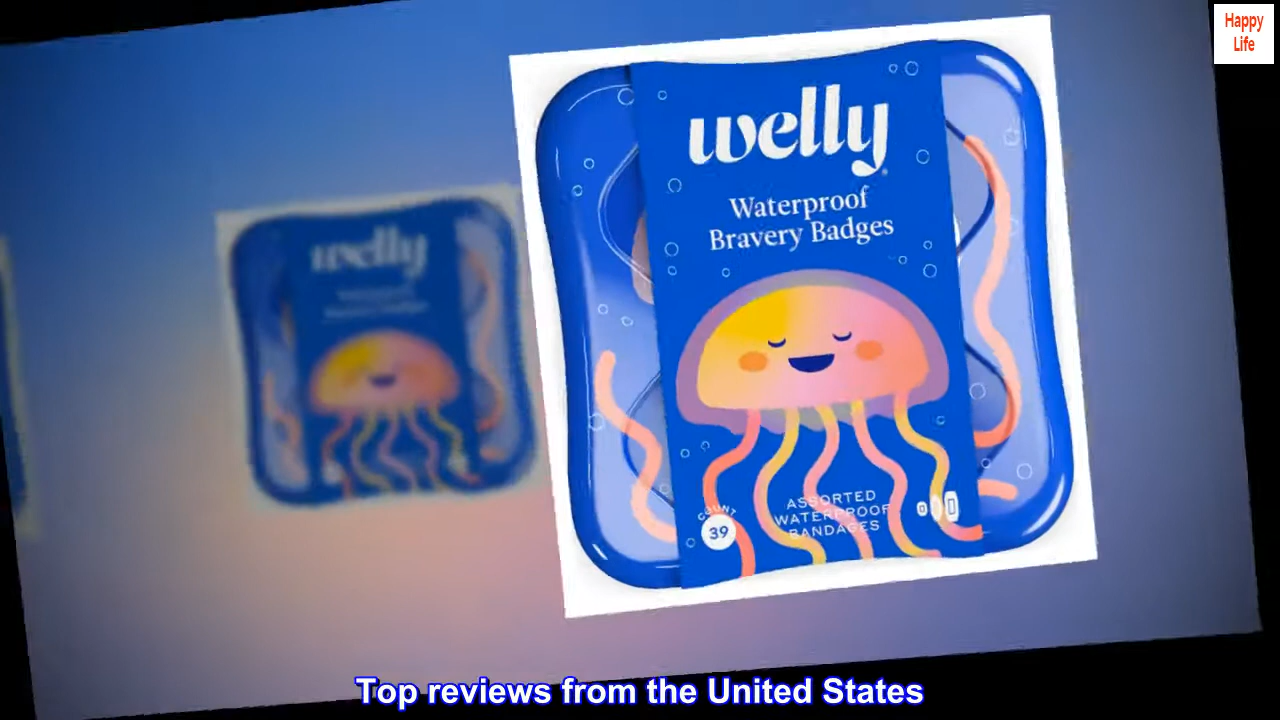 Happy
Life
welly
Waterproof
Bravery Badges
COUNT
39
ASSORTED
WATERPROOF
BANDAGES
welly
Top reviews from the United States